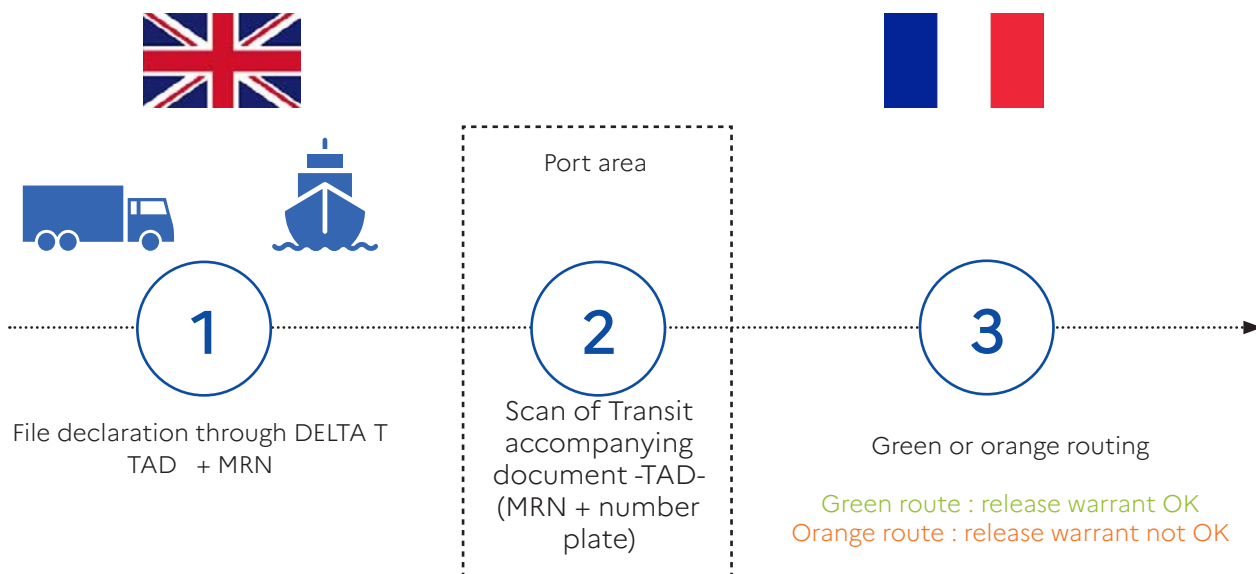 Port area
1
2
3
File declaration through DELTA T
TAD + MRN
Scan of Transit
accompanying
document -TAD-
(MRN + number
plate)
Green or orange routing
Green route : release warrant OK
Orange route : release warrant not OK